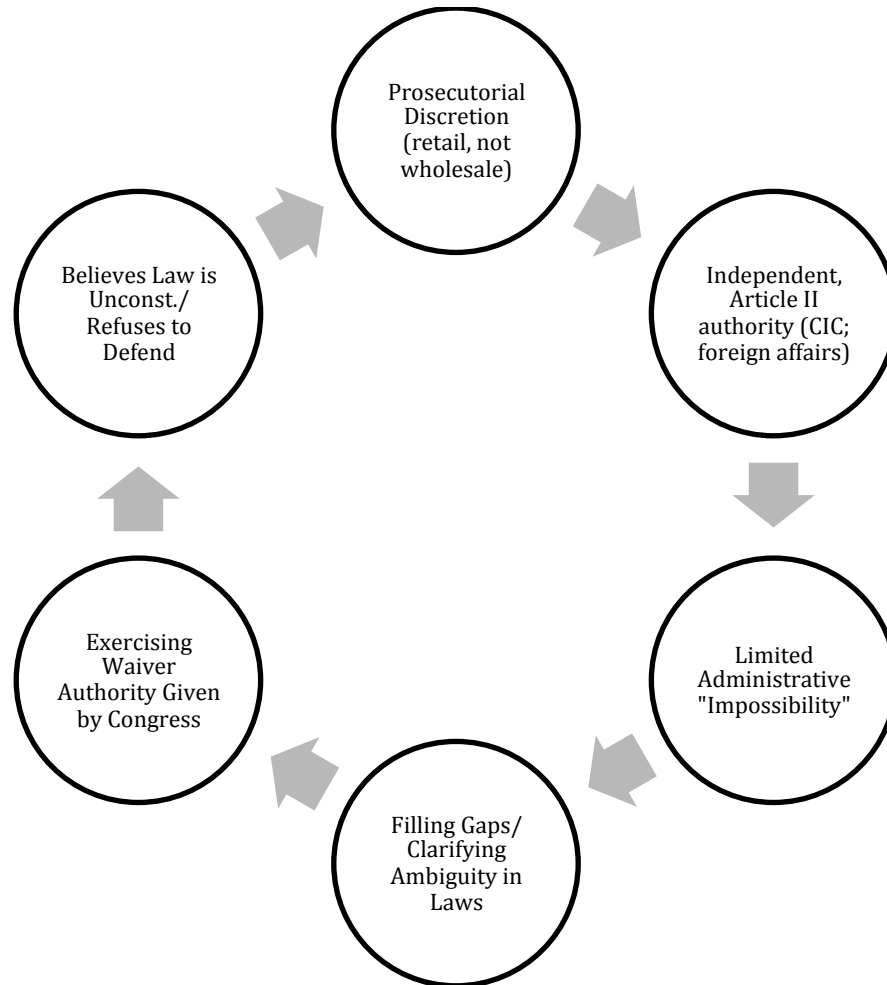 Prosecutorial
Discretion
(retail, not
wholesale)
Independent,
Article II
authority (CIC;
foreign affairs)
Limited
Administrative
"Impossibility"
Filling Gaps/
Clarifying
Ambiguity in
Laws
Exercising
Waiver
Authority Given
by Congress
Believes Law is
Unconst./
Refuses to
Defend